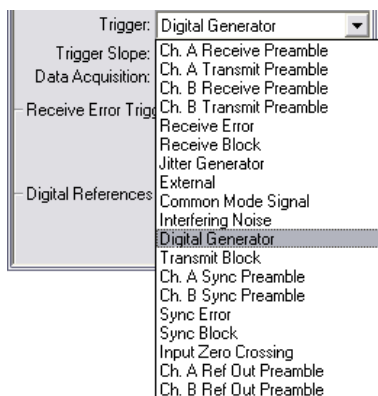 Trigger: Digital Generator
Trigger Slope:
Data Acquisition:
Receive Error Trig
Digital References
Ch. A Receive Preamble
Ch. A Transmit Preamble
Ch. B Receive Preamble
Ch. B Transmit Preamble
Receive Error
Receive Block
Jitter Generator
External
Common Mode Signal
Interfering Noise
Digital Generator
Transmit Block
Ch. A Sync Preamble
Ch. B Sync Preamble
Sync Error
Sync Block
Input Zero Crossing
Ch. A Ref Out Preamble
Ch. B Ref Out Preamble